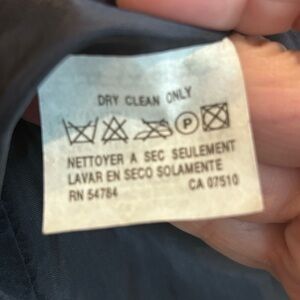 DRY CLEAN ONLY
P
NETTOYER A SEC SEULEMENT
LAVAR EN SECO SOLAMENTE
RN 54784 CA 07510